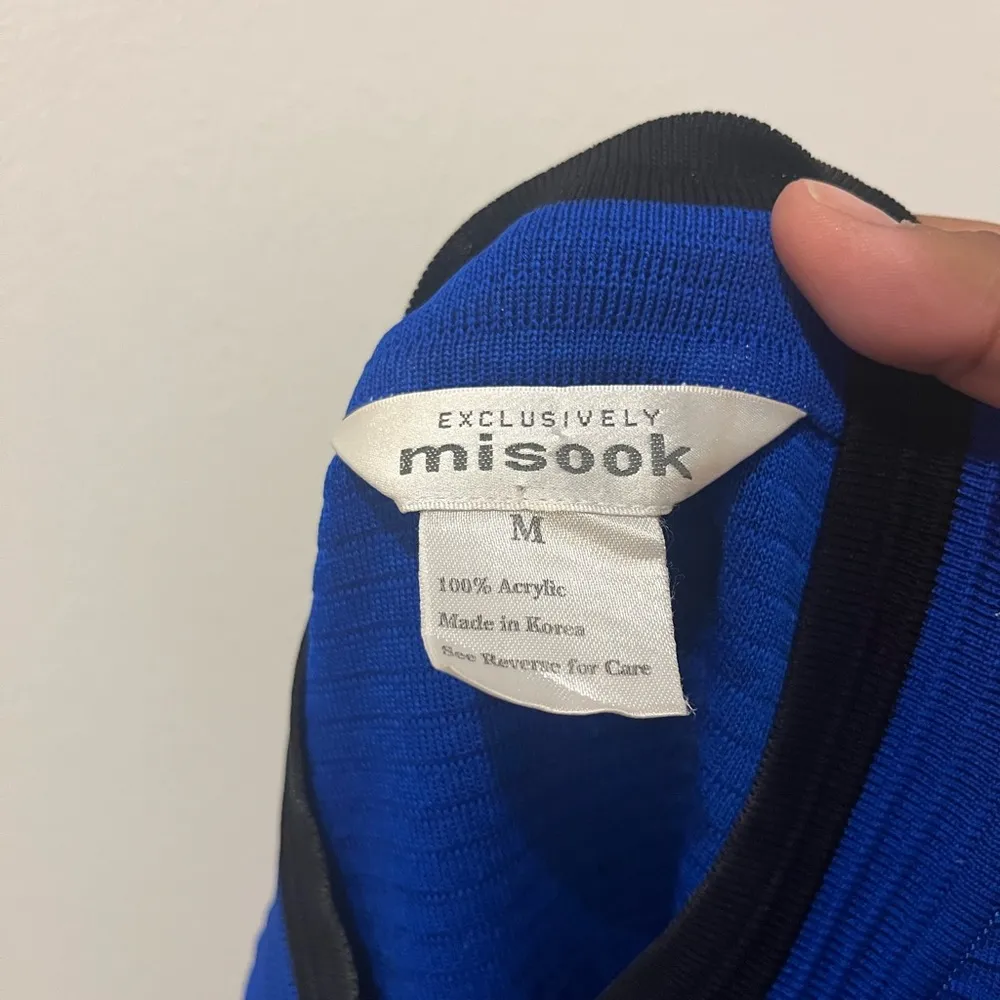 EXCLUSIVELY
misook
M
100% Acrylic
Made in Korea
See Reverse for Care